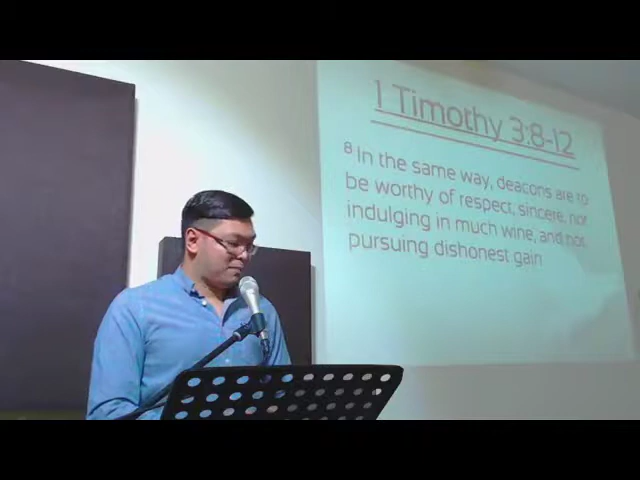 1 Timothy 3:8-12
8 In the same way, deacons are to
be worthy of respect, sincere, not
indulging in much wine, and not
pursuing dishonest gain